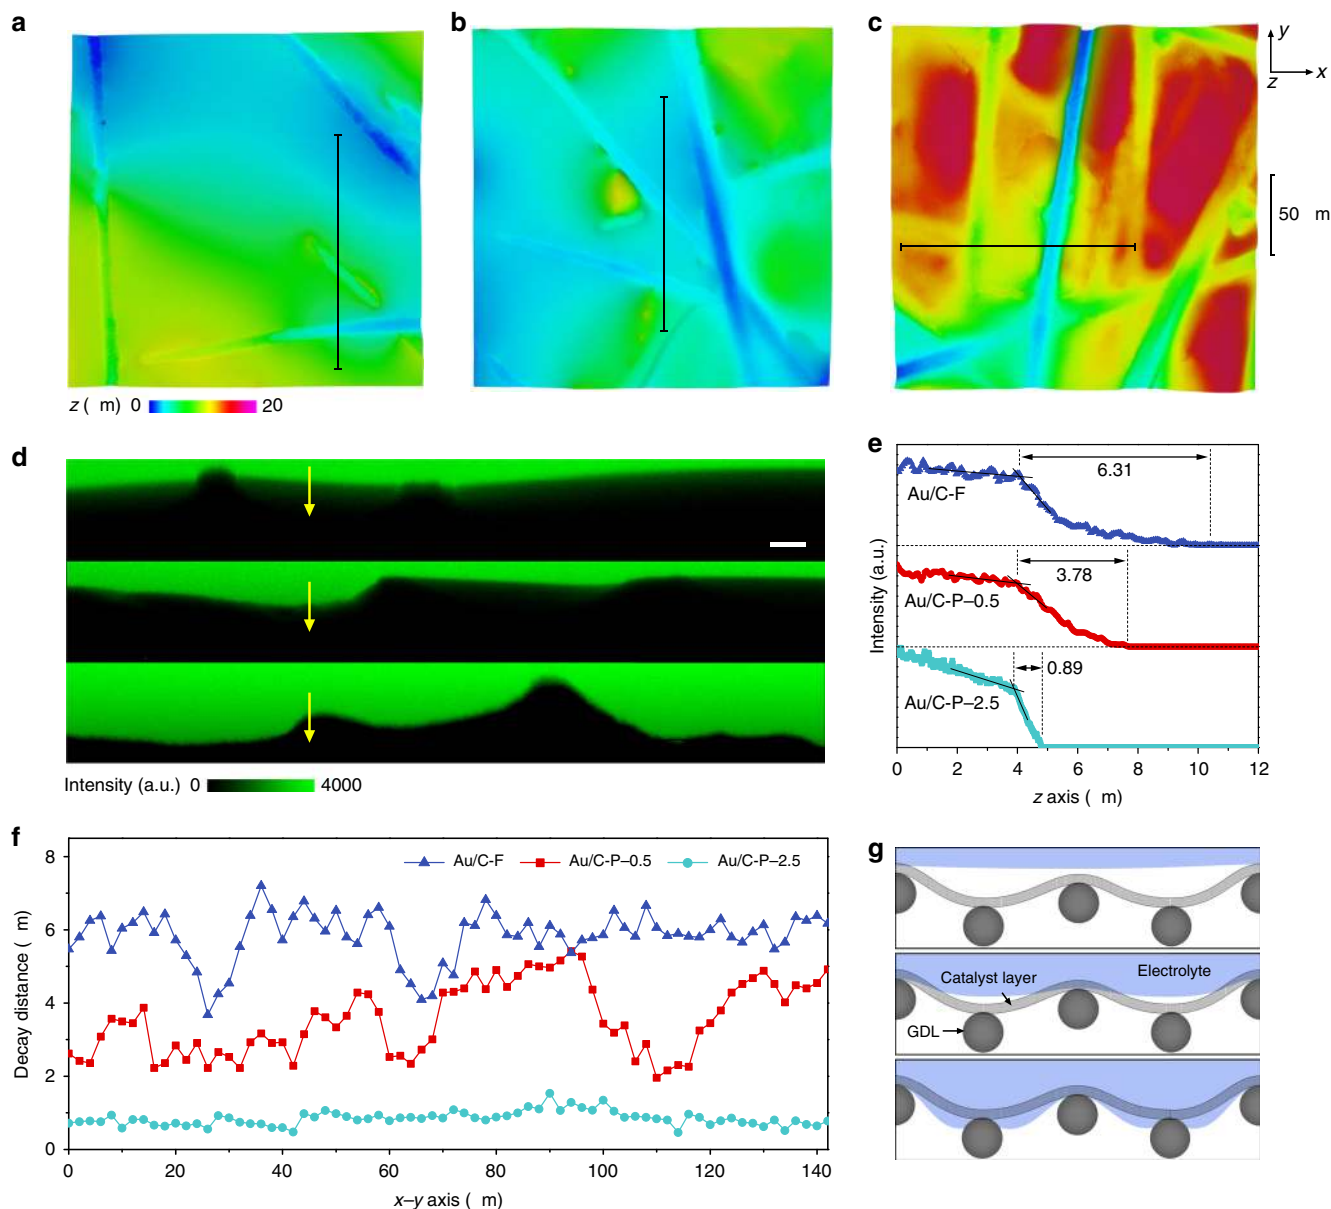 a
b
c
y
z
x
50 m
z ( m) 0 20
d
e
Au/C-F
6.31
Au/C-P–0.5
3.78
Au/C-P–2.5
0.89
Intensity (a.u.)
0 2 4 6 8 10 12
z axis ( m)
Intensity (a.u.) 0 4000
f
Au/C-F Au/C-P–0.5 Au/C-P–2.5
8
6
4
2
0
Decay distance ( m)
0 20 40 60 80 100 120 140
x–y axis ( m)
g
Catalyst layer
Electrolyte
GDL